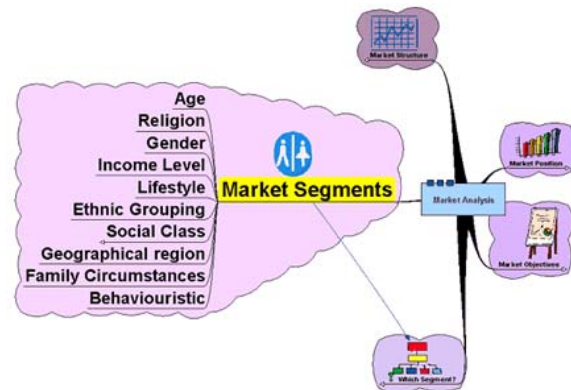 Market Structure
Age
Religion
Gender
Income Level
Lifestyle
Ethnic Grouping
Social Class
Geographical region
Family Circumstances
Behaviouristic
Market Segments
Market Analysis
Market Position
Market Objectives
Which Segment?